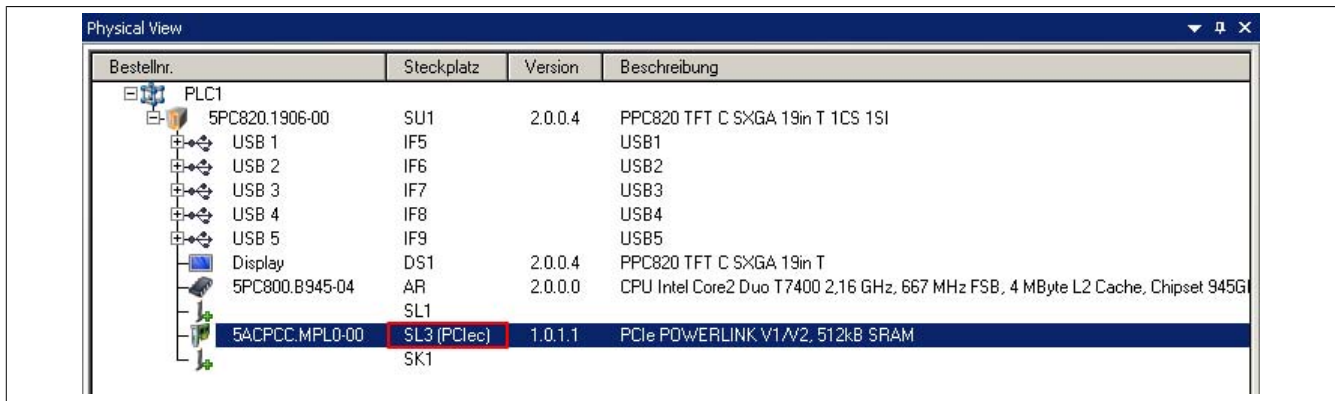 Physical View
Bestellnr. Steckplatz Version Beschreibung
PLC1
5PC820.1906-00 SU1 2.0.0.4 PPC820 TFT C SXGA 19in T 1CS 1SI
USB 1 IF5 USB1
USB 2 IF6 USB2
USB 3 IF7 USB3
USB 4 IF8 USB4
USB 5 IF9 USB5
Display DS1 2.0.0.4 PPC820 TFT C SXGA 19in T
5PC800.B945-04 AR 2.0.0.0 CPU Intel Core2 Duo T7400 2,16 GHz, 667 MHz FSB, 4 MByte L2 Cache, Chipset
SL1
5ACPCC.MPL0-00 SL3 (PCIec) 1.0.1.1 PCIe POWERLINK V1/V2, 512kB SRAM
SK1